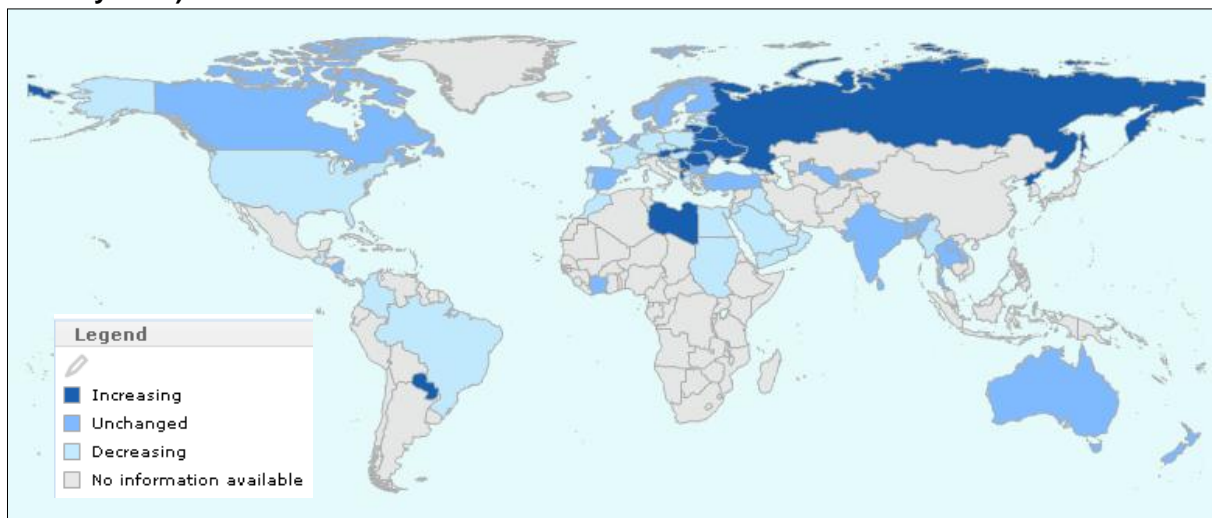 Legend
Increasing
Unchanged
Decreasing
No information available